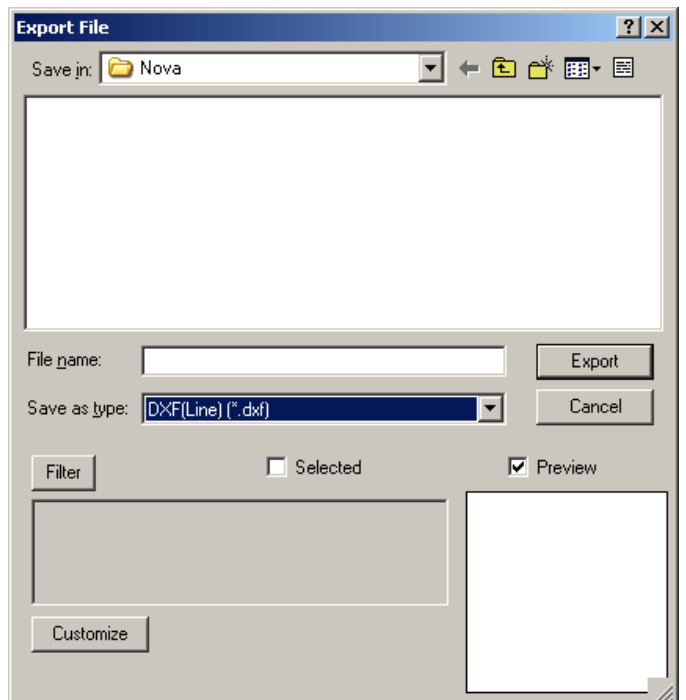 Export File
Save in: Nova
File name:
Export
Save as type: DXF(Line) (*.dxf)
Cancel
Filter
Selected
Preview
Customize